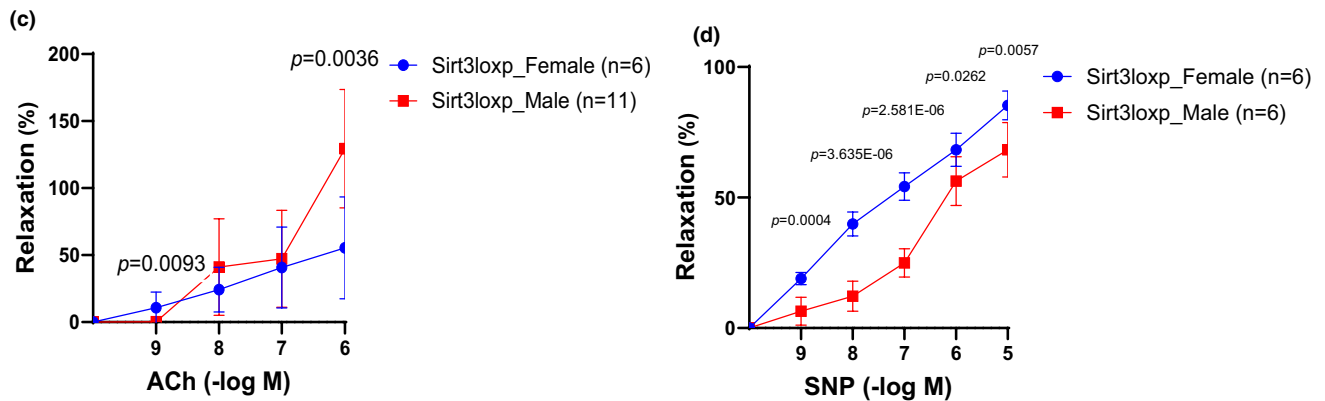 (c)
200
150
100
50
0
Relaxation (%)
p=0.0093
p=0.0036
9 8 7 6
ACh (-log M)
Sirt3loxp_Female (n=6)
Sirt3loxp_Male (n=11)
(d)
100
50
0
Relaxation (%)
p=0.0004
p=3.635E-06
p=2.581E-06
p=0.0262
p=0.0057
9 8 7 6 5
SNP (-log M)
Sirt3loxp_Female (n=6)
Sirt3loxp_Male (n=6)